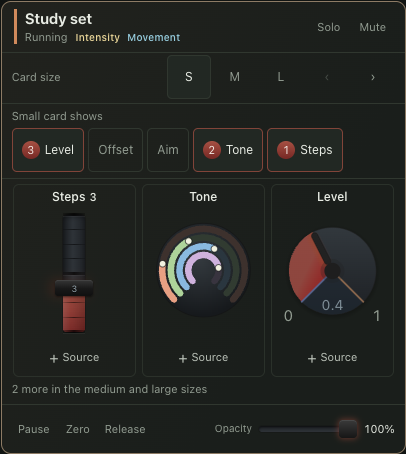 Study set
Solo Mute
Running Intensity Movement
Card size S M L ‹ ›
Small card shows
3 Level Offset Aim 2 Tone 1 Steps
Steps 3 Tone Level
3
0.4
0 1
+ Source + Source + Source
2 more in the medium and large sizes
Pause Zero Release Opacity 100%